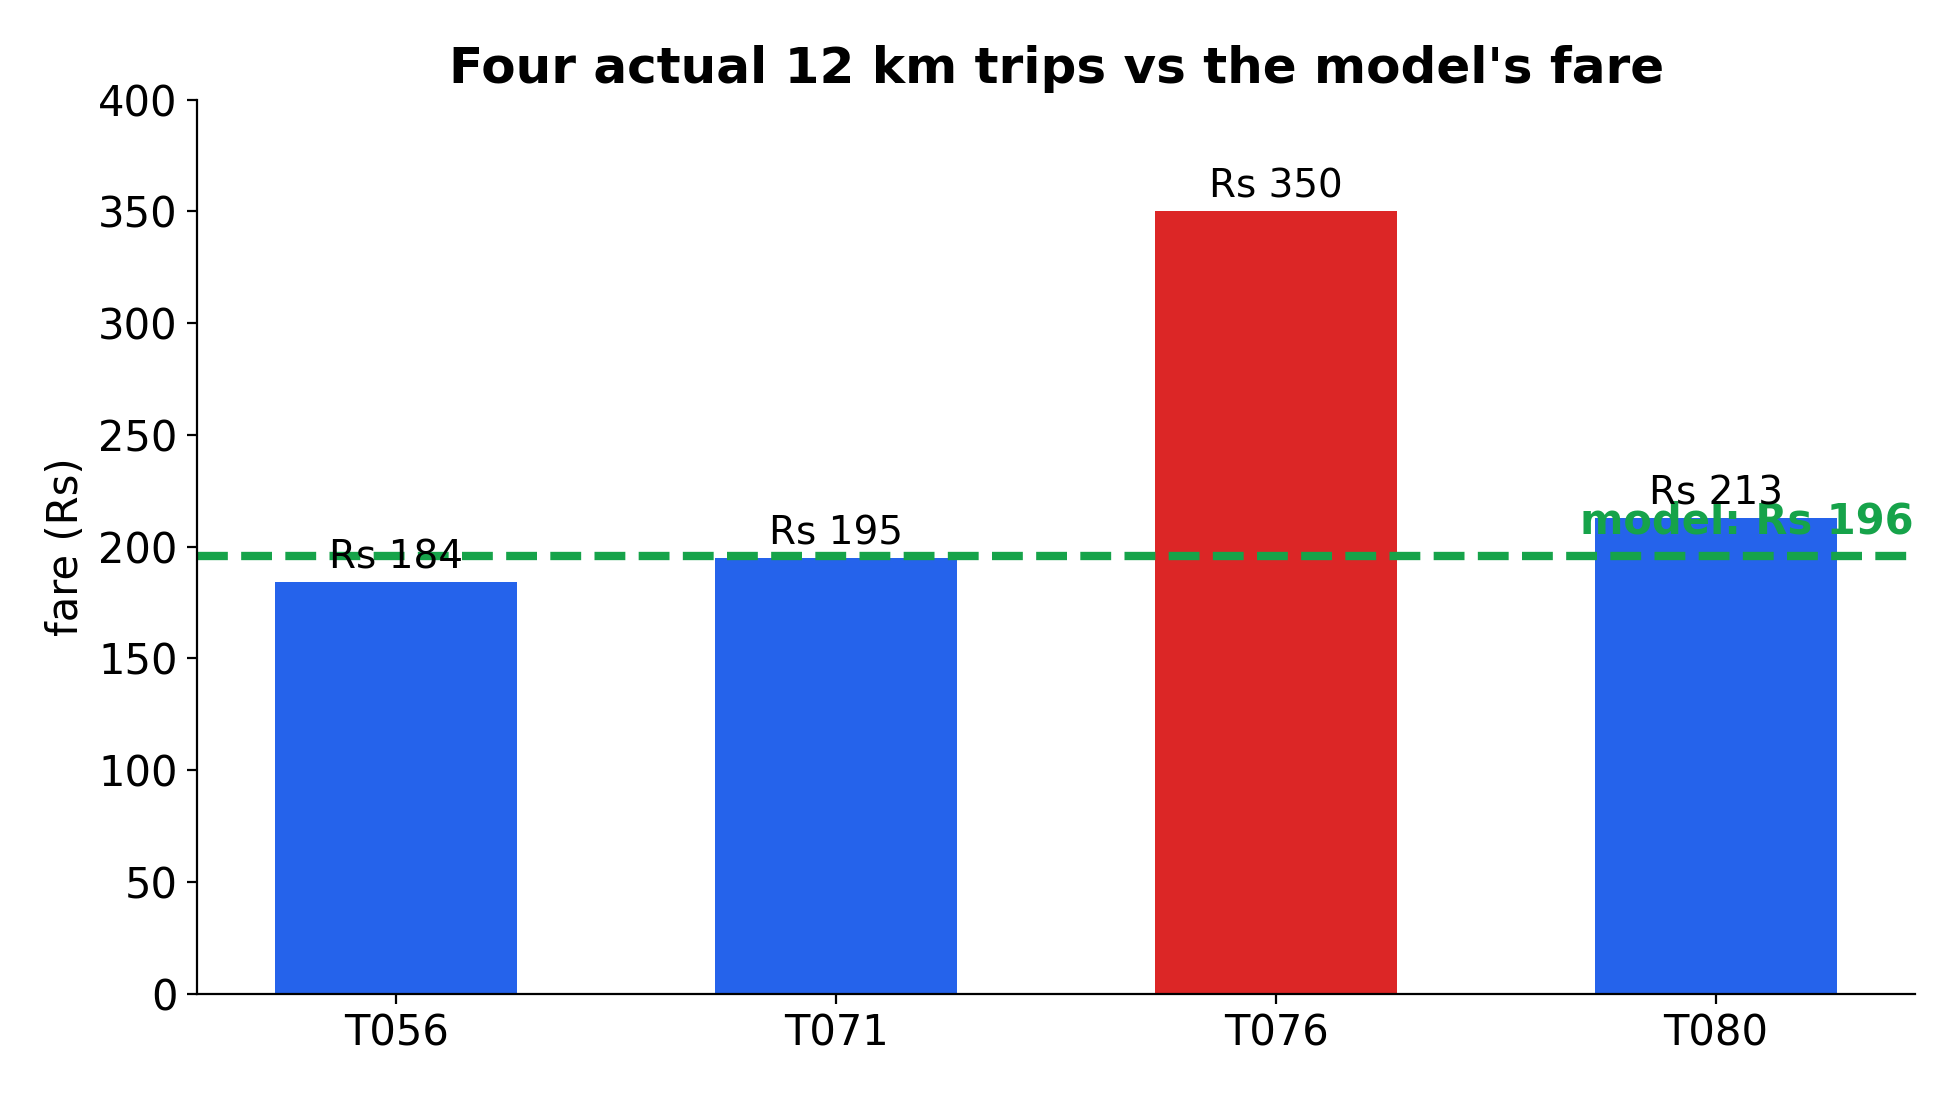 Four actual 12 km trips vs the model's fare
400
350
300
250
200
150
100
50
0
fare (Rs)
Rs 184
Rs 195
Rs 350
Rs 213
model: Rs 196
T056
T071
T076
T080